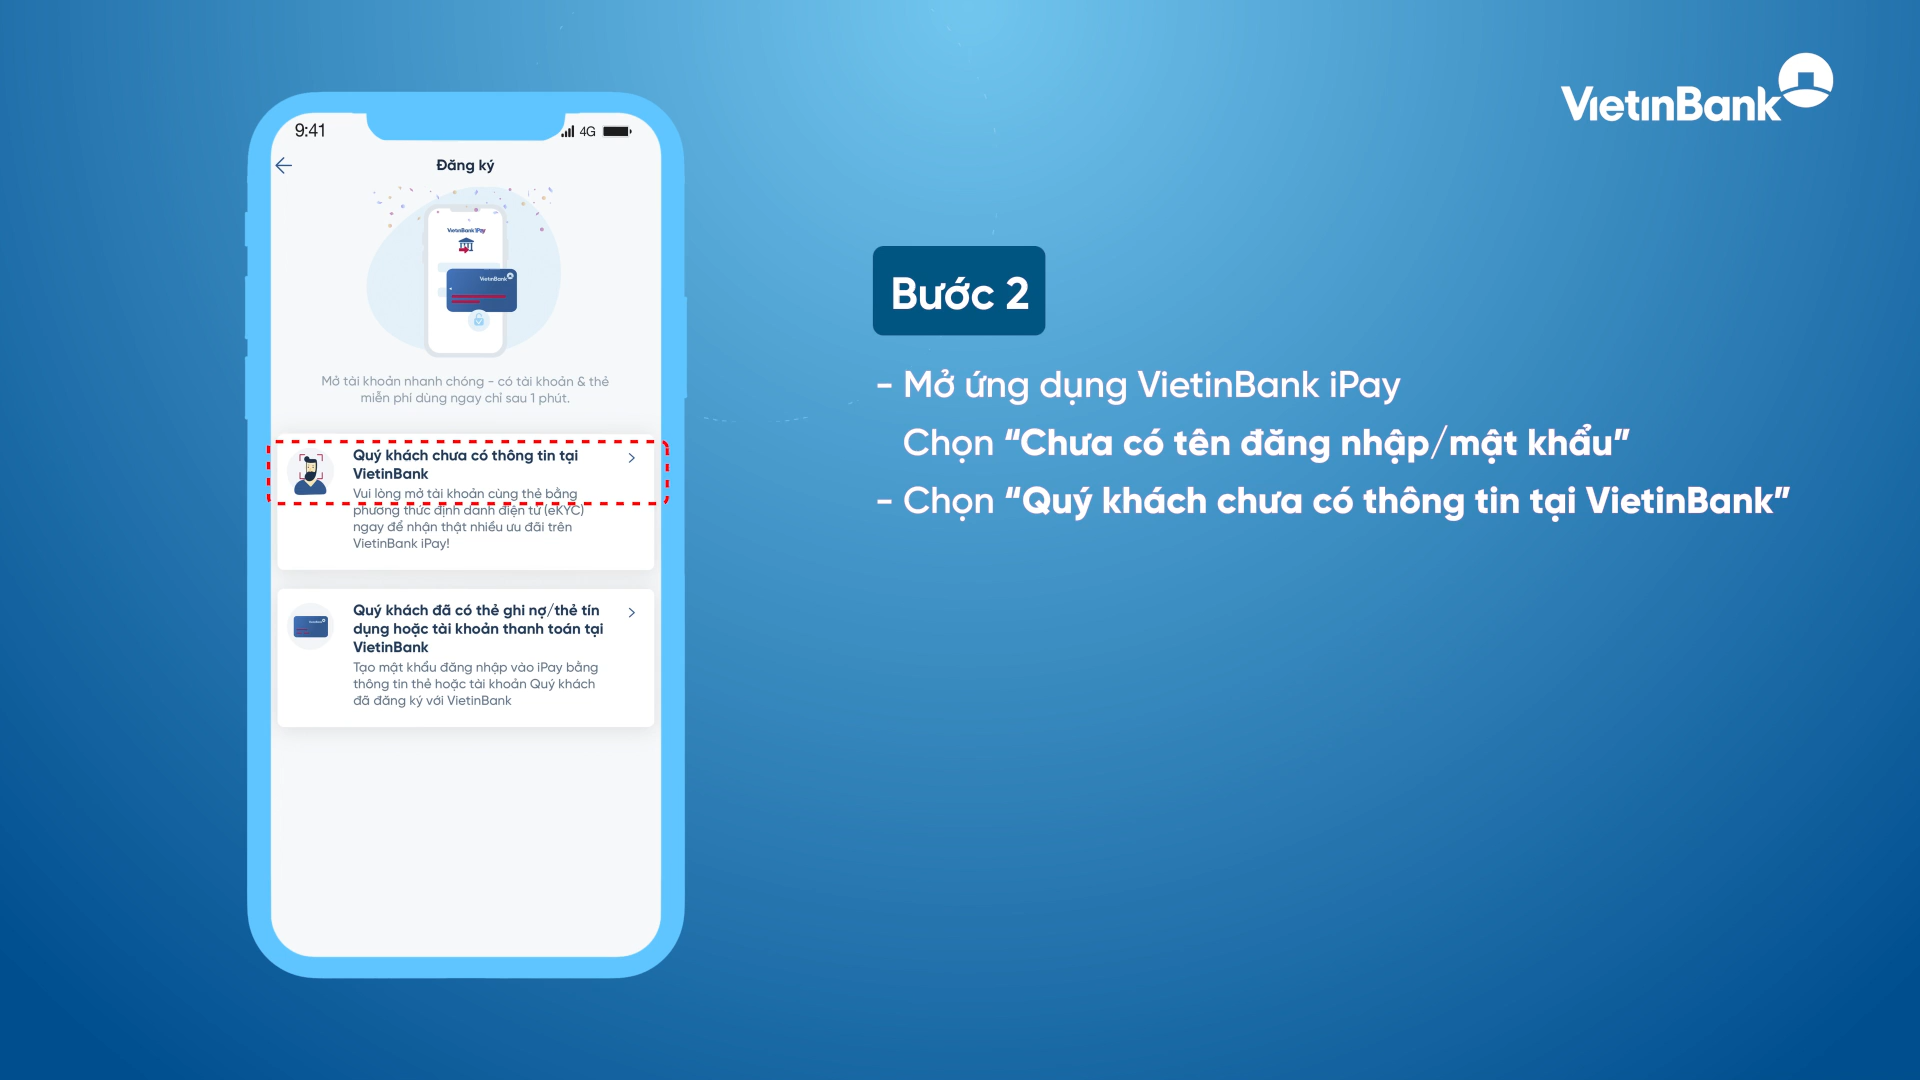 VietinBank
9:41
4G
Đăng ký
VietinBank iPay
VietinBank
Mở tài khoản nhanh chóng - có tài khoản & thẻ
miễn phí dùng ngay chỉ sau 1 phút.
Quý khách chưa có thông tin tại
VietinBank
Vui lòng mở tài khoản cùng thẻ bằng
phương thức định danh điện tử (eKYC)
ngay để nhận thật nhiều ưu đãi trên
VietinBank iPay!
Quý khách đã có thẻ ghi nợ/thẻ tín
dụng hoặc tài khoản thanh toán tại
VietinBank
Tạo mật khẩu đăng nhập vào iPay bằng
thông tin thẻ hoặc tài khoản Quý khách
đã đăng ký với VietinBank
Bước 2
- Mở ứng dụng VietinBank iPay
Chọn “Chưa có tên đăng nhập/mật khẩu”
- Chọn “Quý khách chưa có thông tin tại VietinBank”